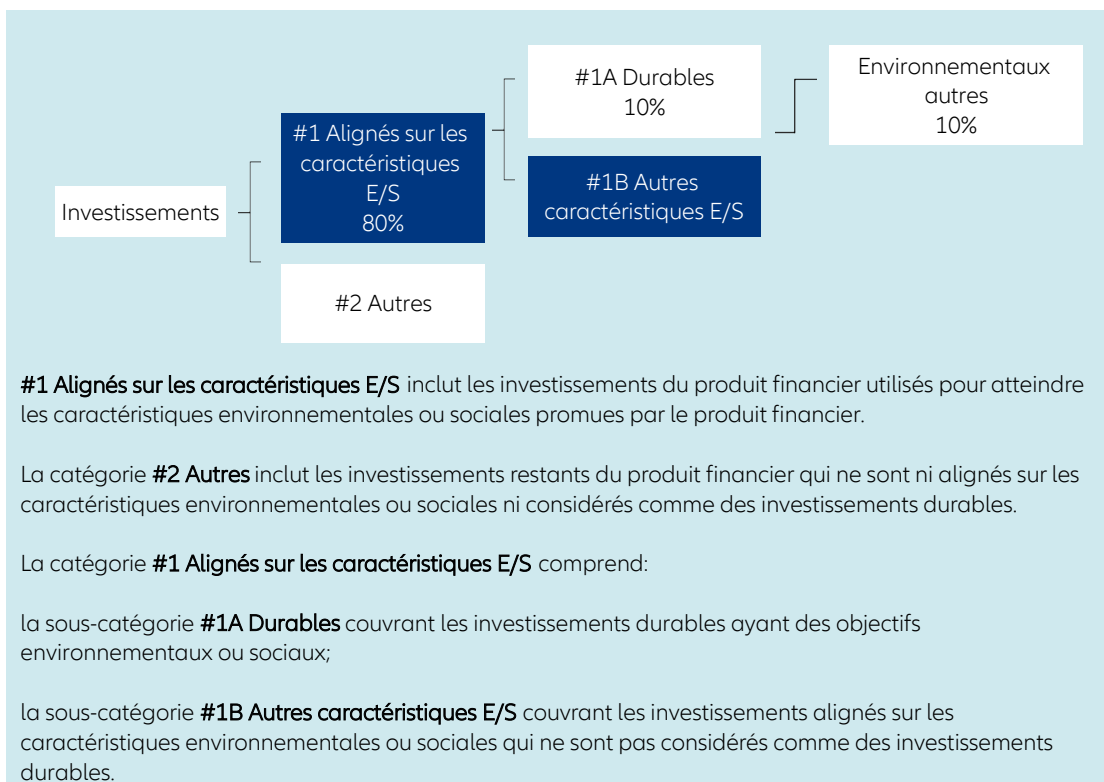 #1A Durables
10%
Environnementaux
autres
10%
#1 Alignés sur les
caractéristiques
E/S
80%
#1B Autres
caractéristiques E/S
Investissements
#2 Autres
#1 Alignés sur les caractéristiques E/S inclut les investissements du produit financier utilisés pour atteindre
les caractéristiques environnementales ou sociales promues par le produit financier.
La catégorie #2 Autres inclut les investissements restants du produit financier qui ne sont ni alignés sur les
caractéristiques environnementales ou sociales ni considérés comme des investissements durables.
La catégorie #1 Alignés sur les caractéristiques E/S comprend:
la sous-catégorie #1A Durables couvrant les investissements durables ayant des objectifs
environnementaux ou sociaux;
la sous-catégorie #1B Autres caractéristiques E/S couvrant les investissements alignés sur les
caractéristiques environnementales ou sociales qui ne sont pas considérés comme des investissements
durables.